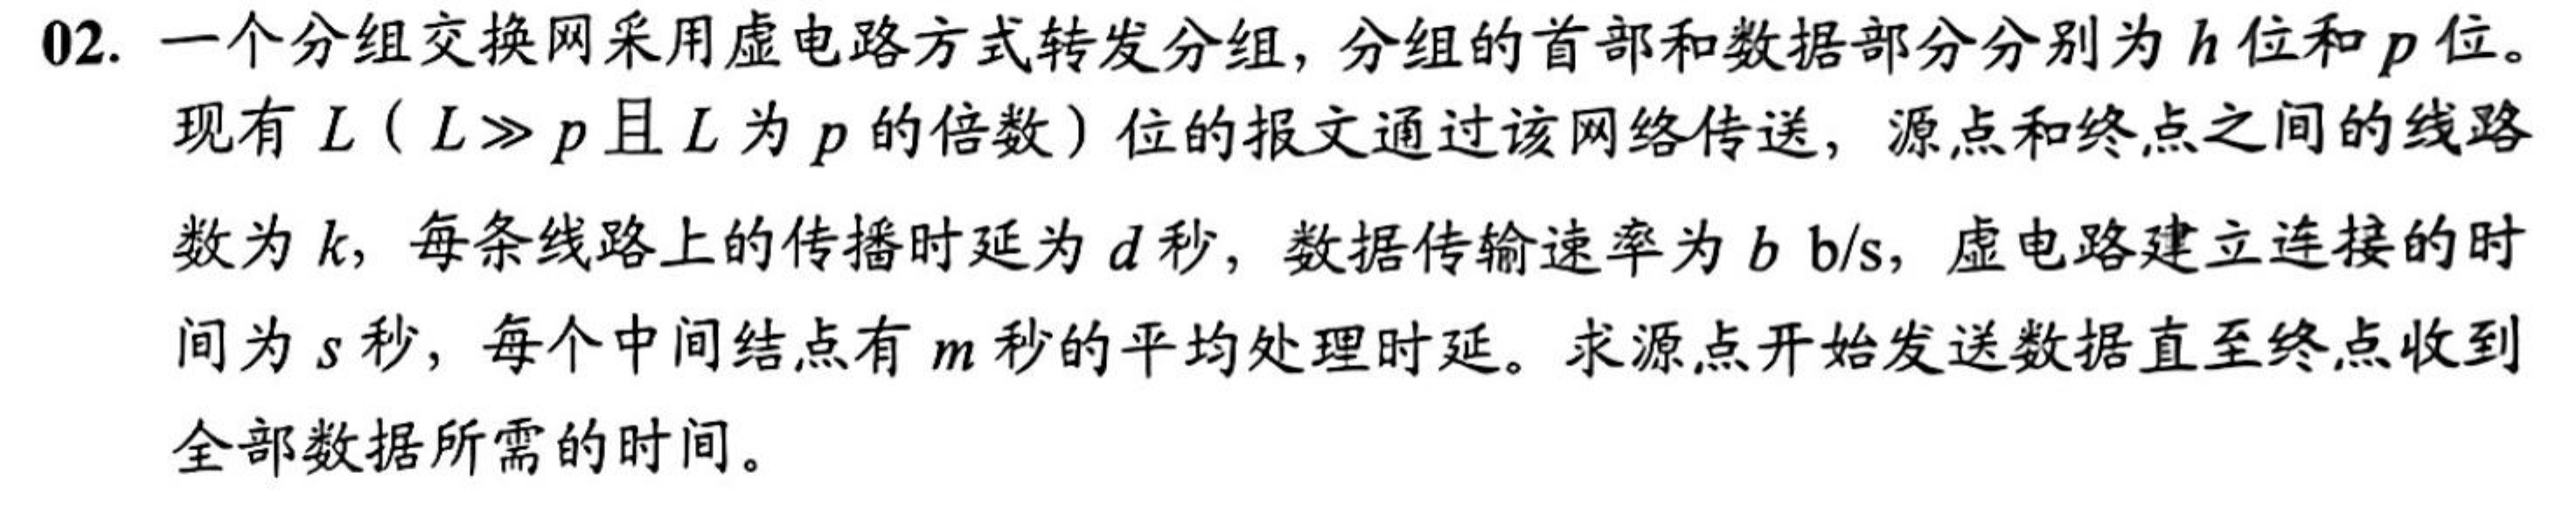 02. 一个分组交换网采用虚电路方式转发分组，分组的首部和数据部分分别为 h 位和 p 位。
现有 L（L≫p 且 L 为 p 的倍数）位的报文通过该网络传送，源点和终点之间的线路
数为 k，每条线路上的传播时延为 d 秒，数据传输速率为 b b/s，虚电路建立连接的时
间为 s 秒，每个中间结点有 m 秒的平均处理时延。求源点开始发送数据直至终点收到
全部数据所需的时间。